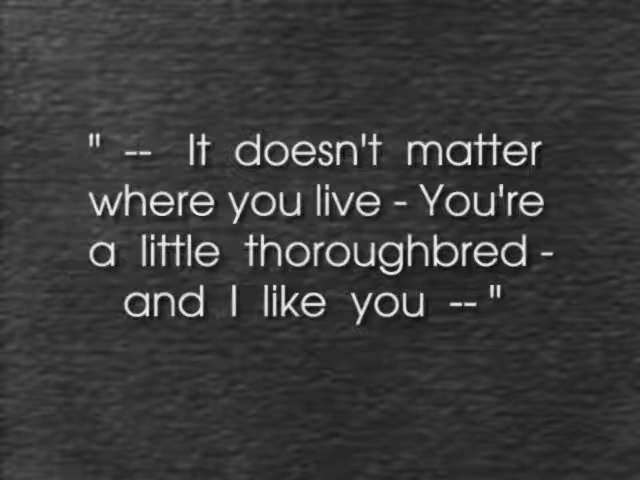 " -- It doesn't matter
where you live - You're
a little thoroughbred -
and I like you -- "